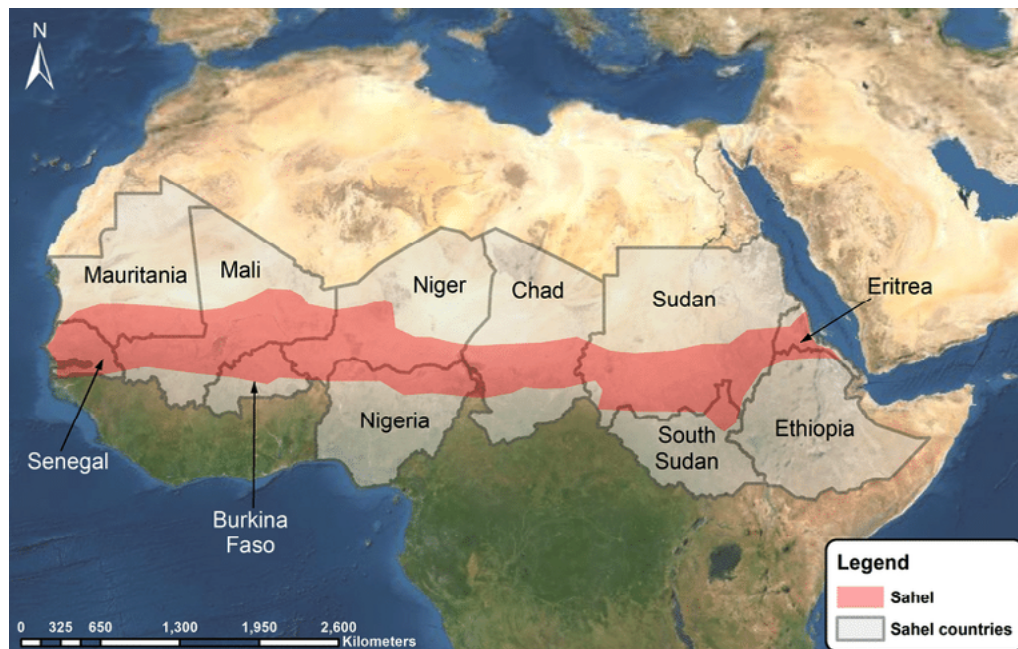 N
Mauritania
Mali
Niger
Chad
Sudan
Eritrea
Nigeria
South
Sudan
Ethiopia
Senegal
Burkina
Faso
Legend
Sahel
Sahel countries
0 325 650 1,300 1,950 2,600
Kilometers